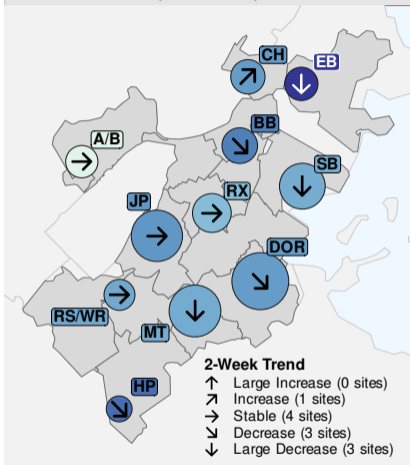 CH
EB
BB
A/B
SB
RX
JP
DOR
RS/WR
MT
HP
2-Week Trend
↑ Large Increase (0 sites)
↗ Increase (1 sites)
→ Stable (4 sites)
↘ Decrease (3 sites)
↓ Large Decrease (3 sites)